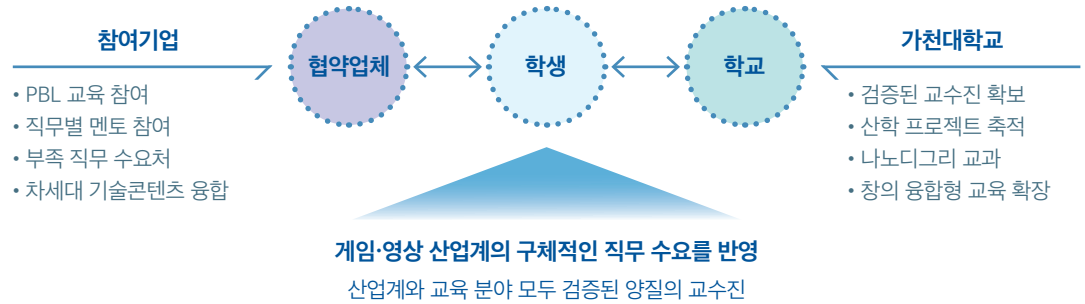 참여기업
• PBL 교육 참여
• 직무별 멘토 참여
• 부족 직무 수요처
• 차세대 기술콘텐츠 융합
협약업체
학생
학교
가천대학교
• 검증된 교수진 확보
• 산학 프로젝트 축적
• 나노디그리 교과
• 창의 융합형 교육 확장
게임·영상 산업계의 구체적인 직무 수요를 반영
산업계와 교육 분야 모두 검증된 양질의 교수진